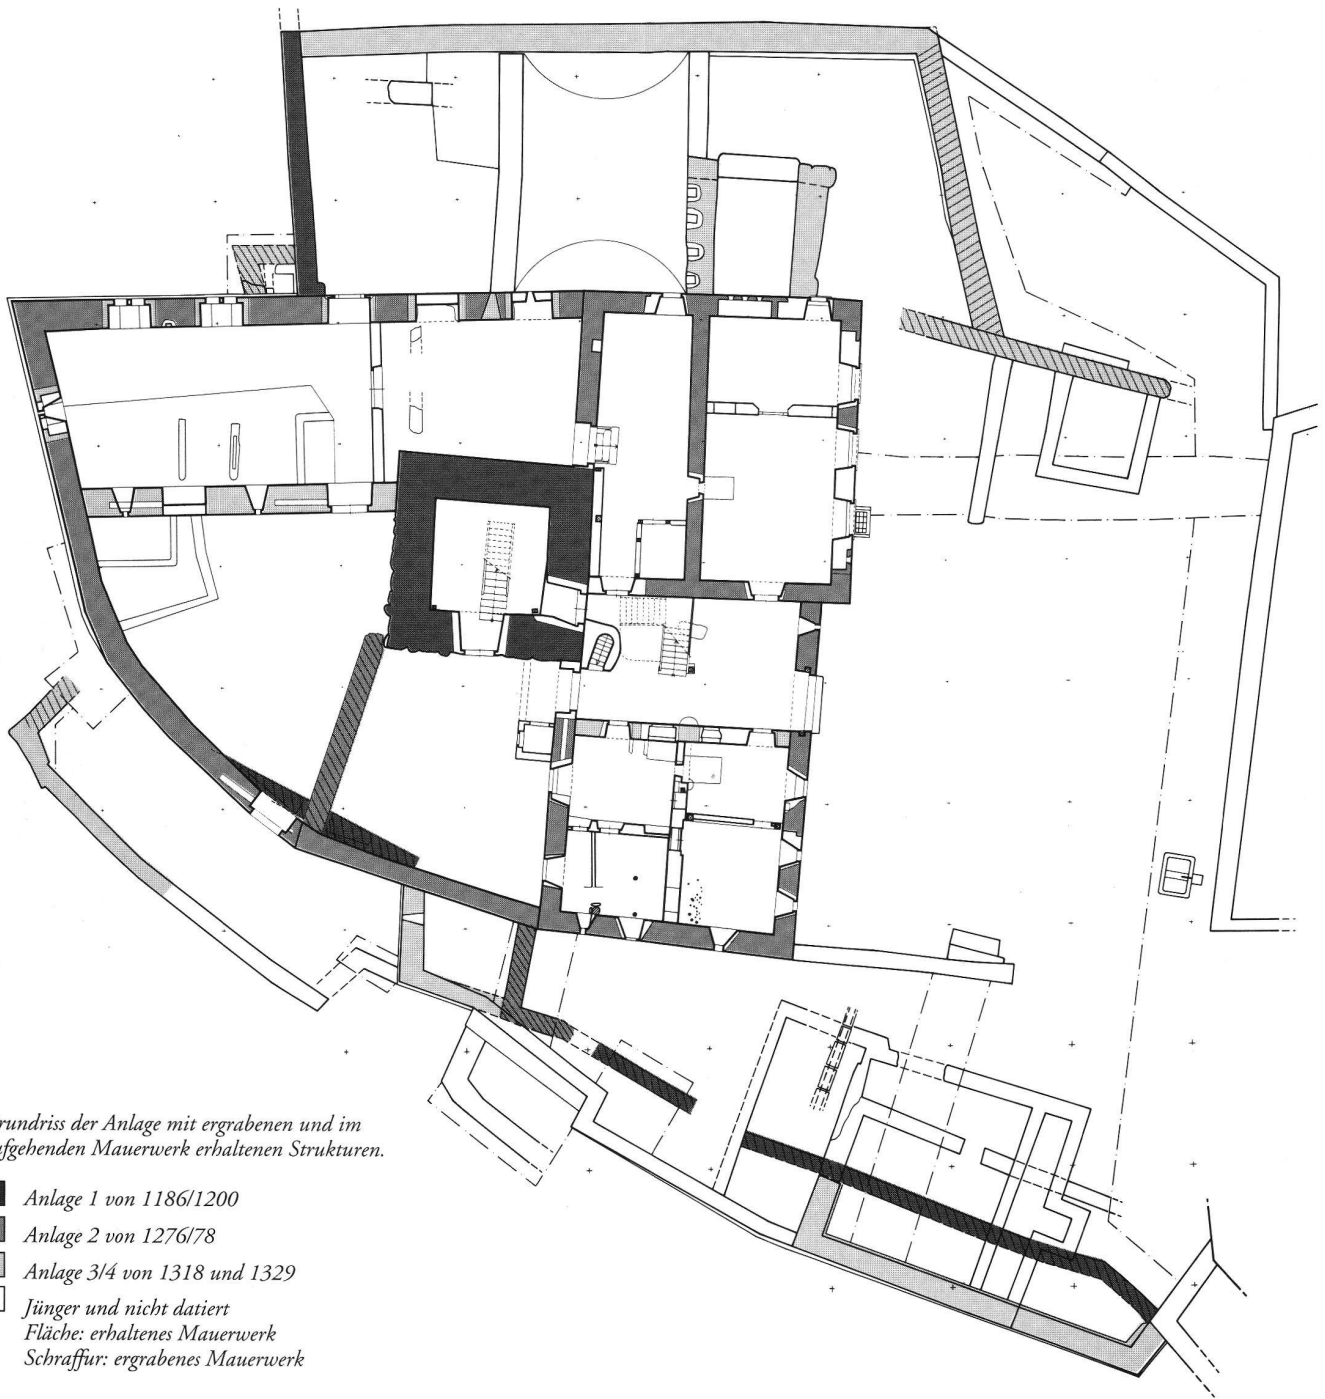 rundriss der Anlage mit ergrabenen und im
fgehenden Mauerwerk erhaltenen Strukturen.
Anlage 1 von 1186/1200
Anlage 2 von 1276/78
Anlage 3/4 von 1318 und 1329
Jünger und nicht datiert
Fläche: erhaltenes Mauerwerk
Schraffur: ergrabenes Mauerwerk